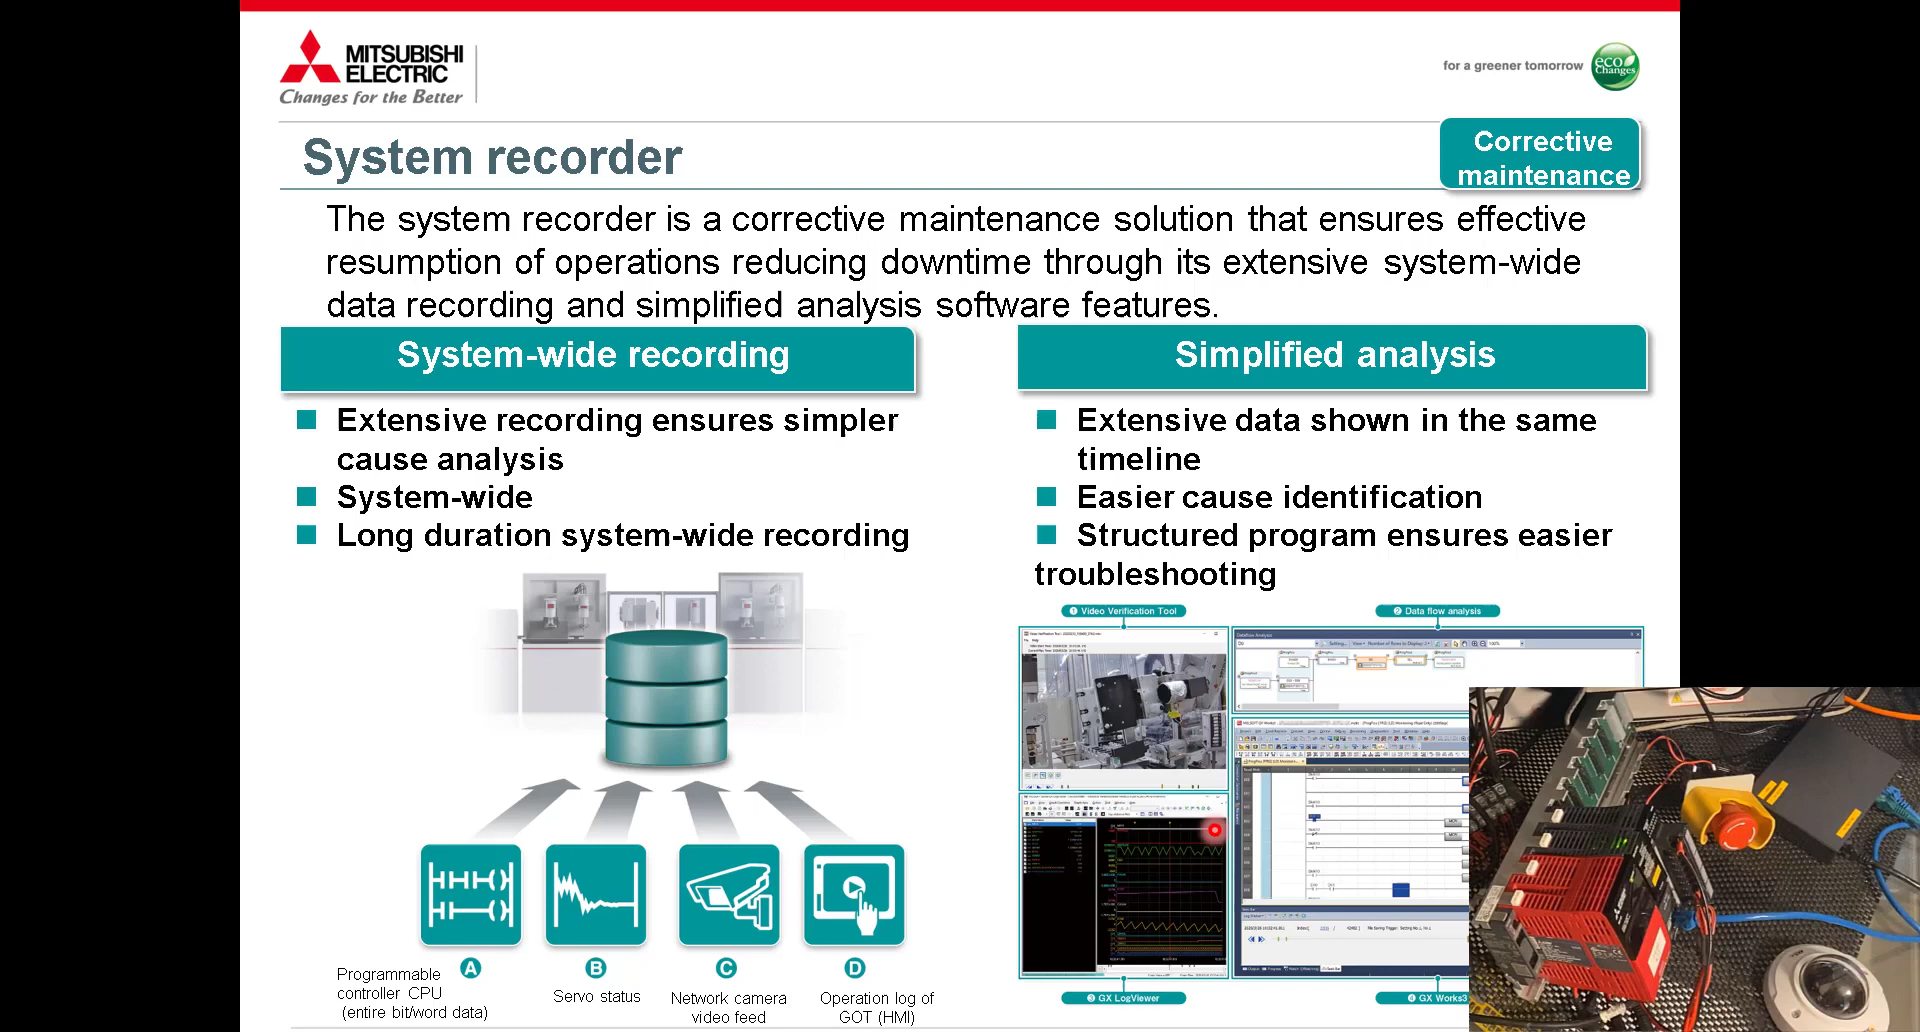 MITSUBISHI
ELECTRIC
Changes for the Better
for a greener tomorrow
eco
Changes
System recorder
Corrective
maintenance
The system recorder is a corrective maintenance solution that ensures effective
resumption of operations reducing downtime through its extensive system-wide
data recording and simplified analysis software features.
System-wide recording
■ Extensive recording ensures simpler
cause analysis
■ System-wide
■ Long duration system-wide recording
A
B
C
D
Programmable
controller CPU
(entire bit/word data)
Servo status
Network camera
video feed
Operation log of
GOT (HMI)
Simplified analysis
■ Extensive data shown in the same
timeline
■ Easier cause identification
■ Structured program ensures easier
troubleshooting
❶ Video Verification Tool
❷ Data flow analysis
❸ GX LogViewer
❹ GX Works3